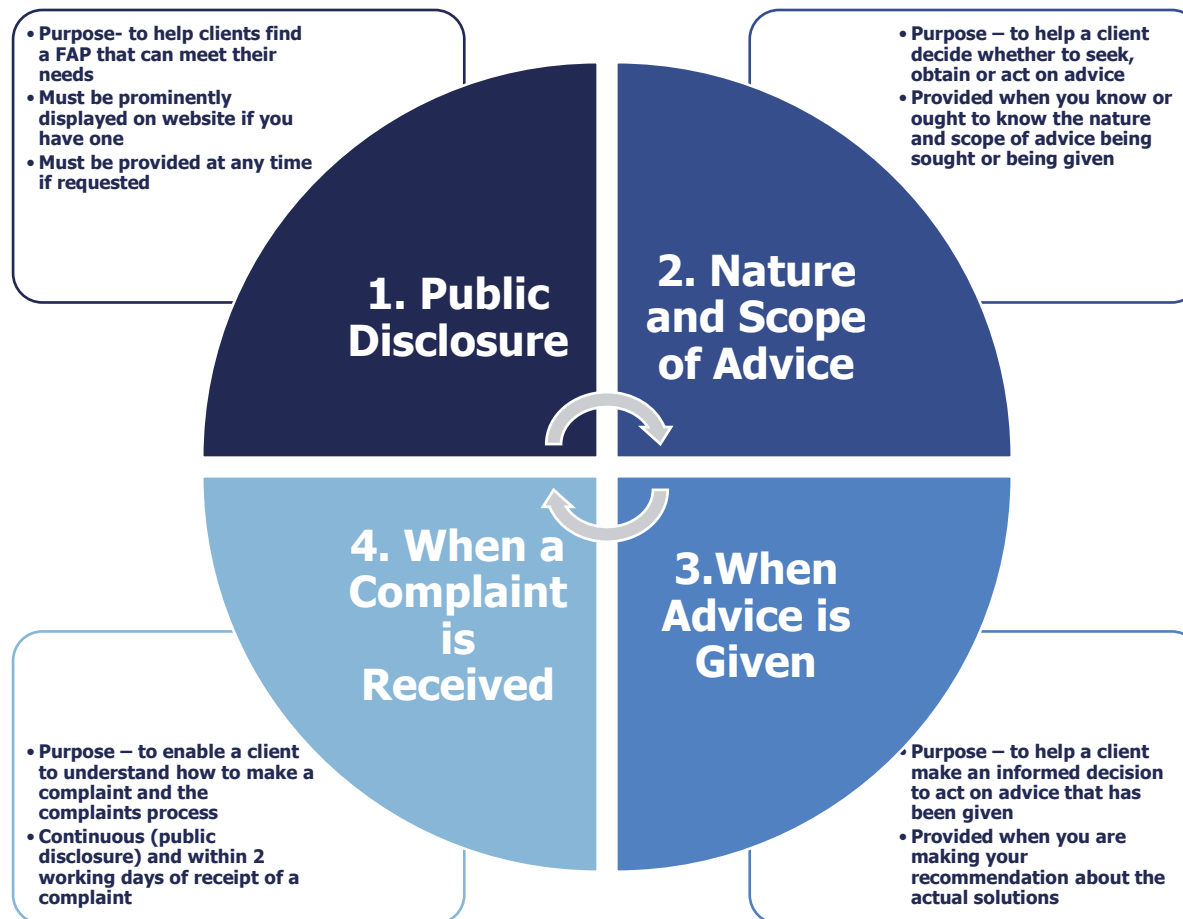 • Purpose- to help clients find
a FAP that can meet their
needs
• Must be prominently
displayed on website if you
have one
• Must be provided at any time
if requested
• Purpose – to help a client
decide whether to seek,
obtain or act on advice
• Provided when you know or
ought to know the nature
and scope of advice being
sought or being given
1. Public
Disclosure
2. Nature
and Scope
of Advice
4. When a
Complaint
is
Received
3.When
Advice is
Given
• Purpose – to enable a client
to understand how to make a
complaint and the
complaints process
• Continuous (public
disclosure) and within 2
working days of receipt of a
complaint
• Purpose – to help a client
make an informed decision
to act on advice that has
been given
• Provided when you are
making your
recommendation about the
actual solutions